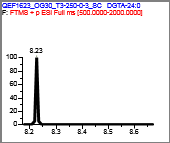 QEF1623_OG30_T3-250-0-3_8C DGTA-24:0
F: FTMS + p ESI Full ms [500.0000-2000.0000]
8.23
100
80
60
40
20
0
8.2 8.3 8.4 8.5 8.6